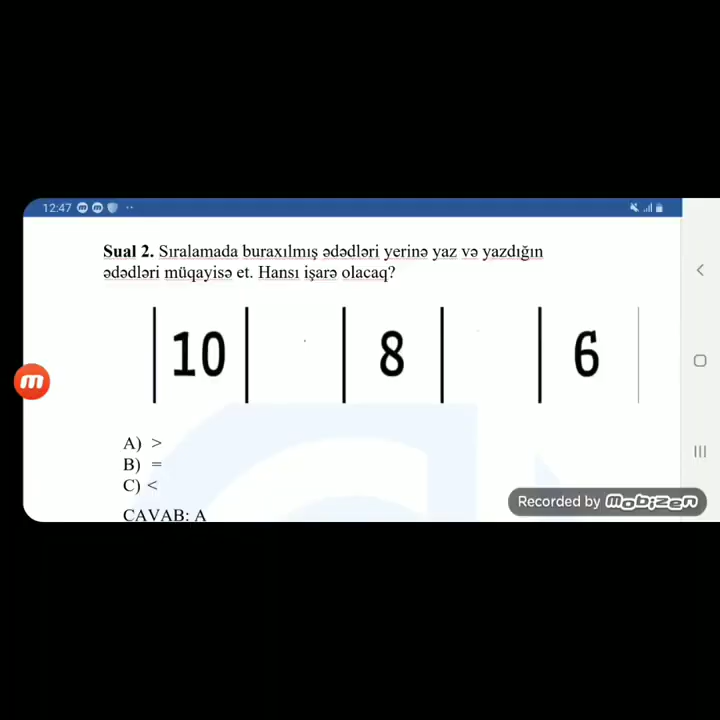 12:47
Sual 2. Sıralamada buraxılmış ədədləri yerinə yaz və yazdığın
ədədləri müqayisə et. Hansı işarə olacaq?
10 8 6
A) >
B) =
C) <
CAVAB: A
Recorded by mobizen